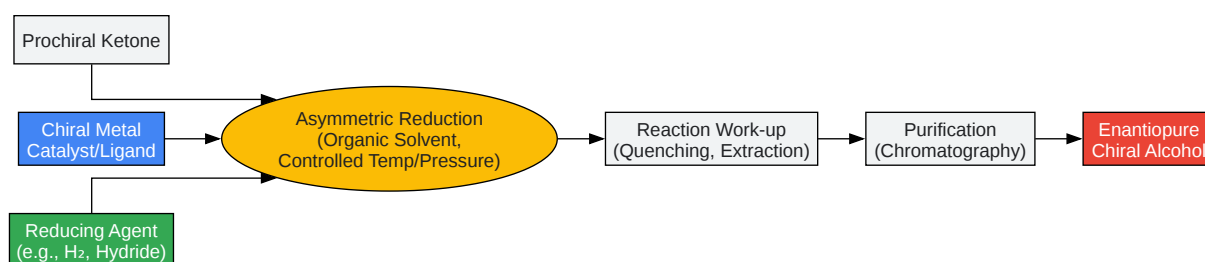 Prochiral Ketone
Chiral Metal
Catalyst/Ligand
Reducing Agent
(e.g., H₂, Hydride)
Asymmetric Reduction
(Organic Solvent,
Controlled Temp/Pressure)
Reaction Work-up
(Quenching, Extraction)
Purification
(Chromatography)
Enantiopure
Chiral Alcohol